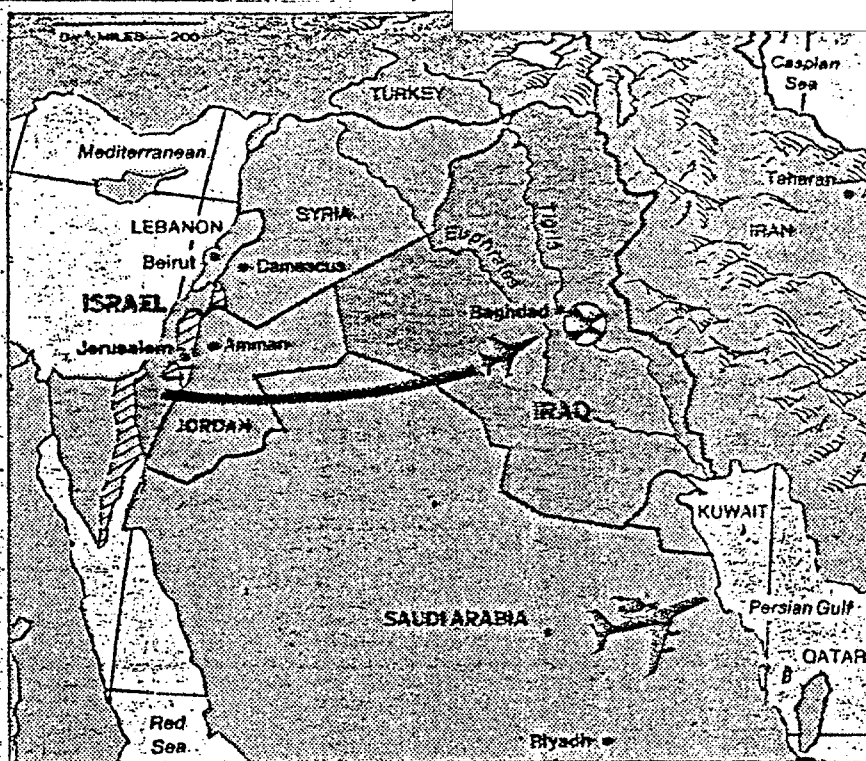 MILES 200
Caspian
Sea
TURKEY
Mediterranean
Teharan
SYRIA
Tigris
LEBANON
Euphrates
IRAN
Beirut
Damascus
ISRAEL
Baghdad
Jerusalem
Amman
IRAQ
JORDAN
KUWAIT
Persian Gulf
SAUDI ARABIA
QATAR
Red
Sea
Riyadh